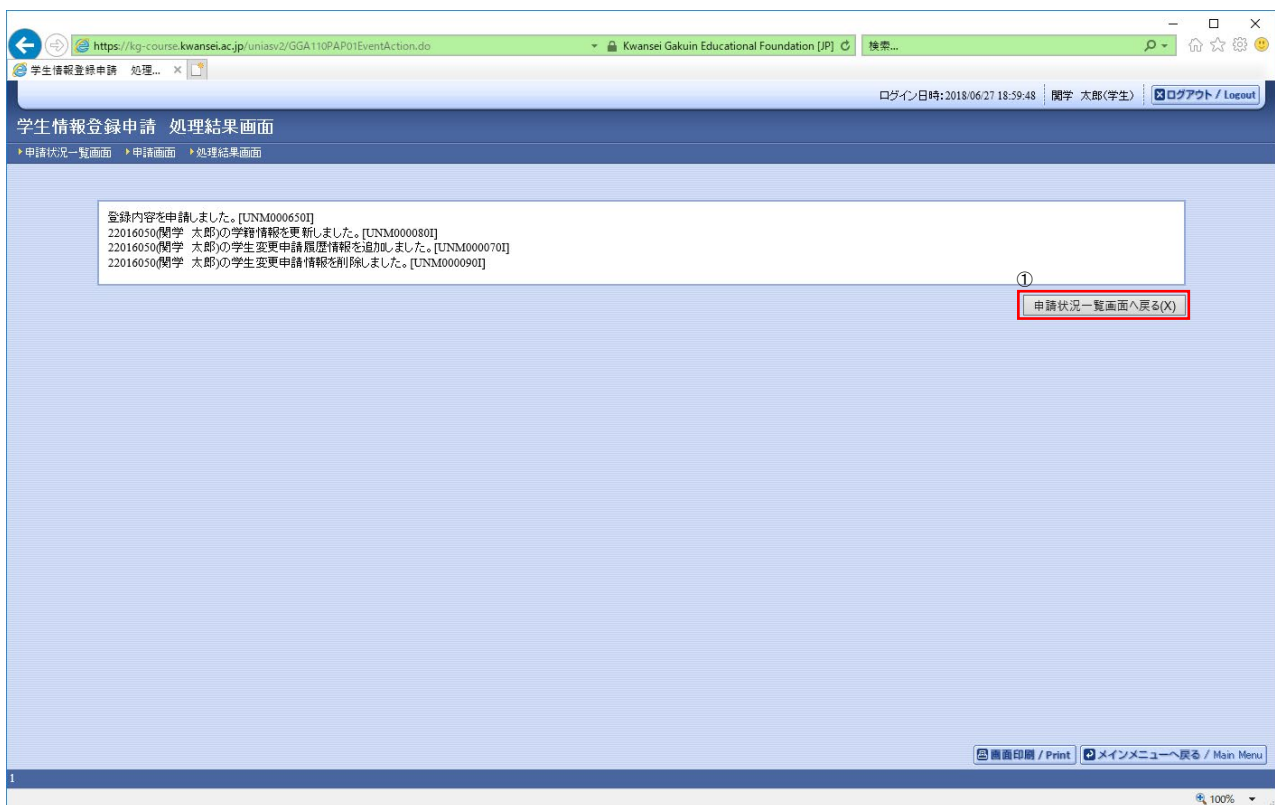 https://kg-course.kwansei.ac.jp/uniasv2/GGA110PAP01EventAction.do
Kwansei Gakuin Educational Foundation [JP]
検索...
学生情報登録申請　処理...
ログイン日時:2018/06/27 18:59:48
関学　太郎(学生)
ログアウト / Logout
学生情報登録申請　処理結果画面
申請状況一覧画面
申請画面
処理結果画面
登録内容を申請しました。[UNM000650I]
22016050(関学　太郎)の学籍情報を更新しました。[UNM000080I]
22016050(関学　太郎)の学生変更申請履歴情報を追加しました。[UNM000070I]
22016050(関学　太郎)の学生変更申請情報を削除しました。[UNM000090I]
①
申請状況一覧画面へ戻る(X)
画面印刷 / Print
メインメニューへ戻る / Main Menu
1
100%